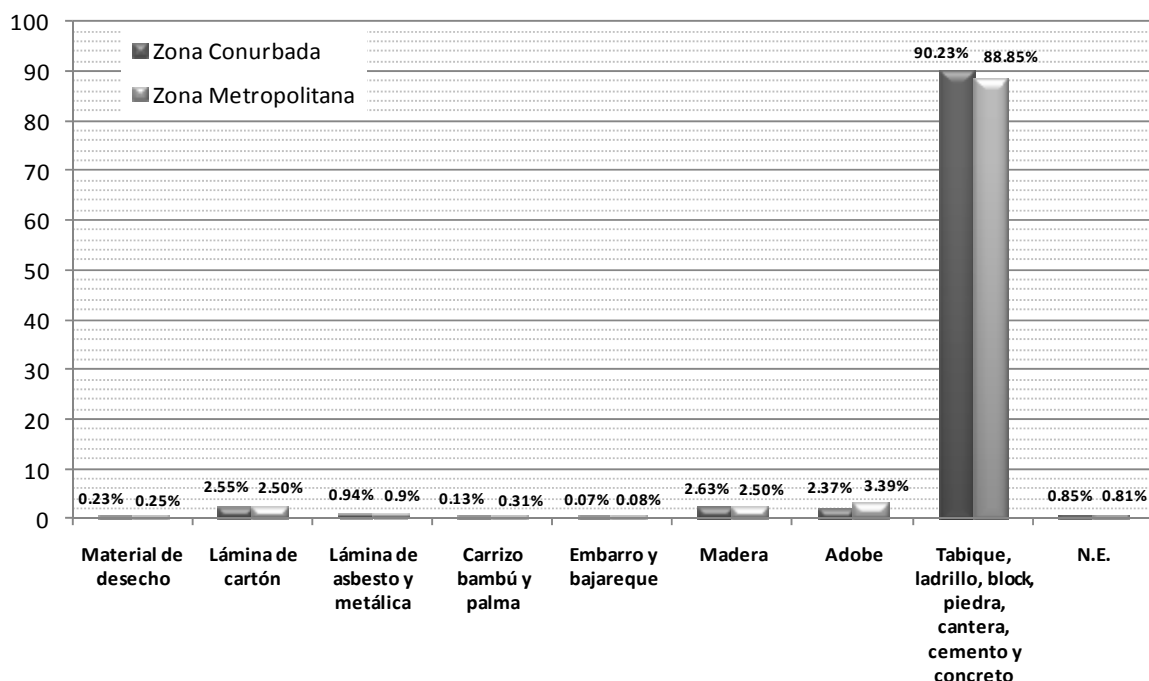 100
90
80
70
60
50
40
30
20
10
0
Zona Conurbada
Zona Metropolitana
90.23% 88.85%
0.23% 0.25% 2.55% 2.50% 0.94% 0.9% 0.13% 0.31% 0.07% 0.08% 2.63% 2.50% 2.37% 3.39% 0.85% 0.81%
Material de
desecho
Lámina de
cartón
Lámina de
asbesto y
metálica
Carrizo
bambú y
palma
Embarro y
bajareque
Madera
Adobe
Tabique,
ladrillo, block,
piedra,
cantera,
cemento y
concreto
N.E.